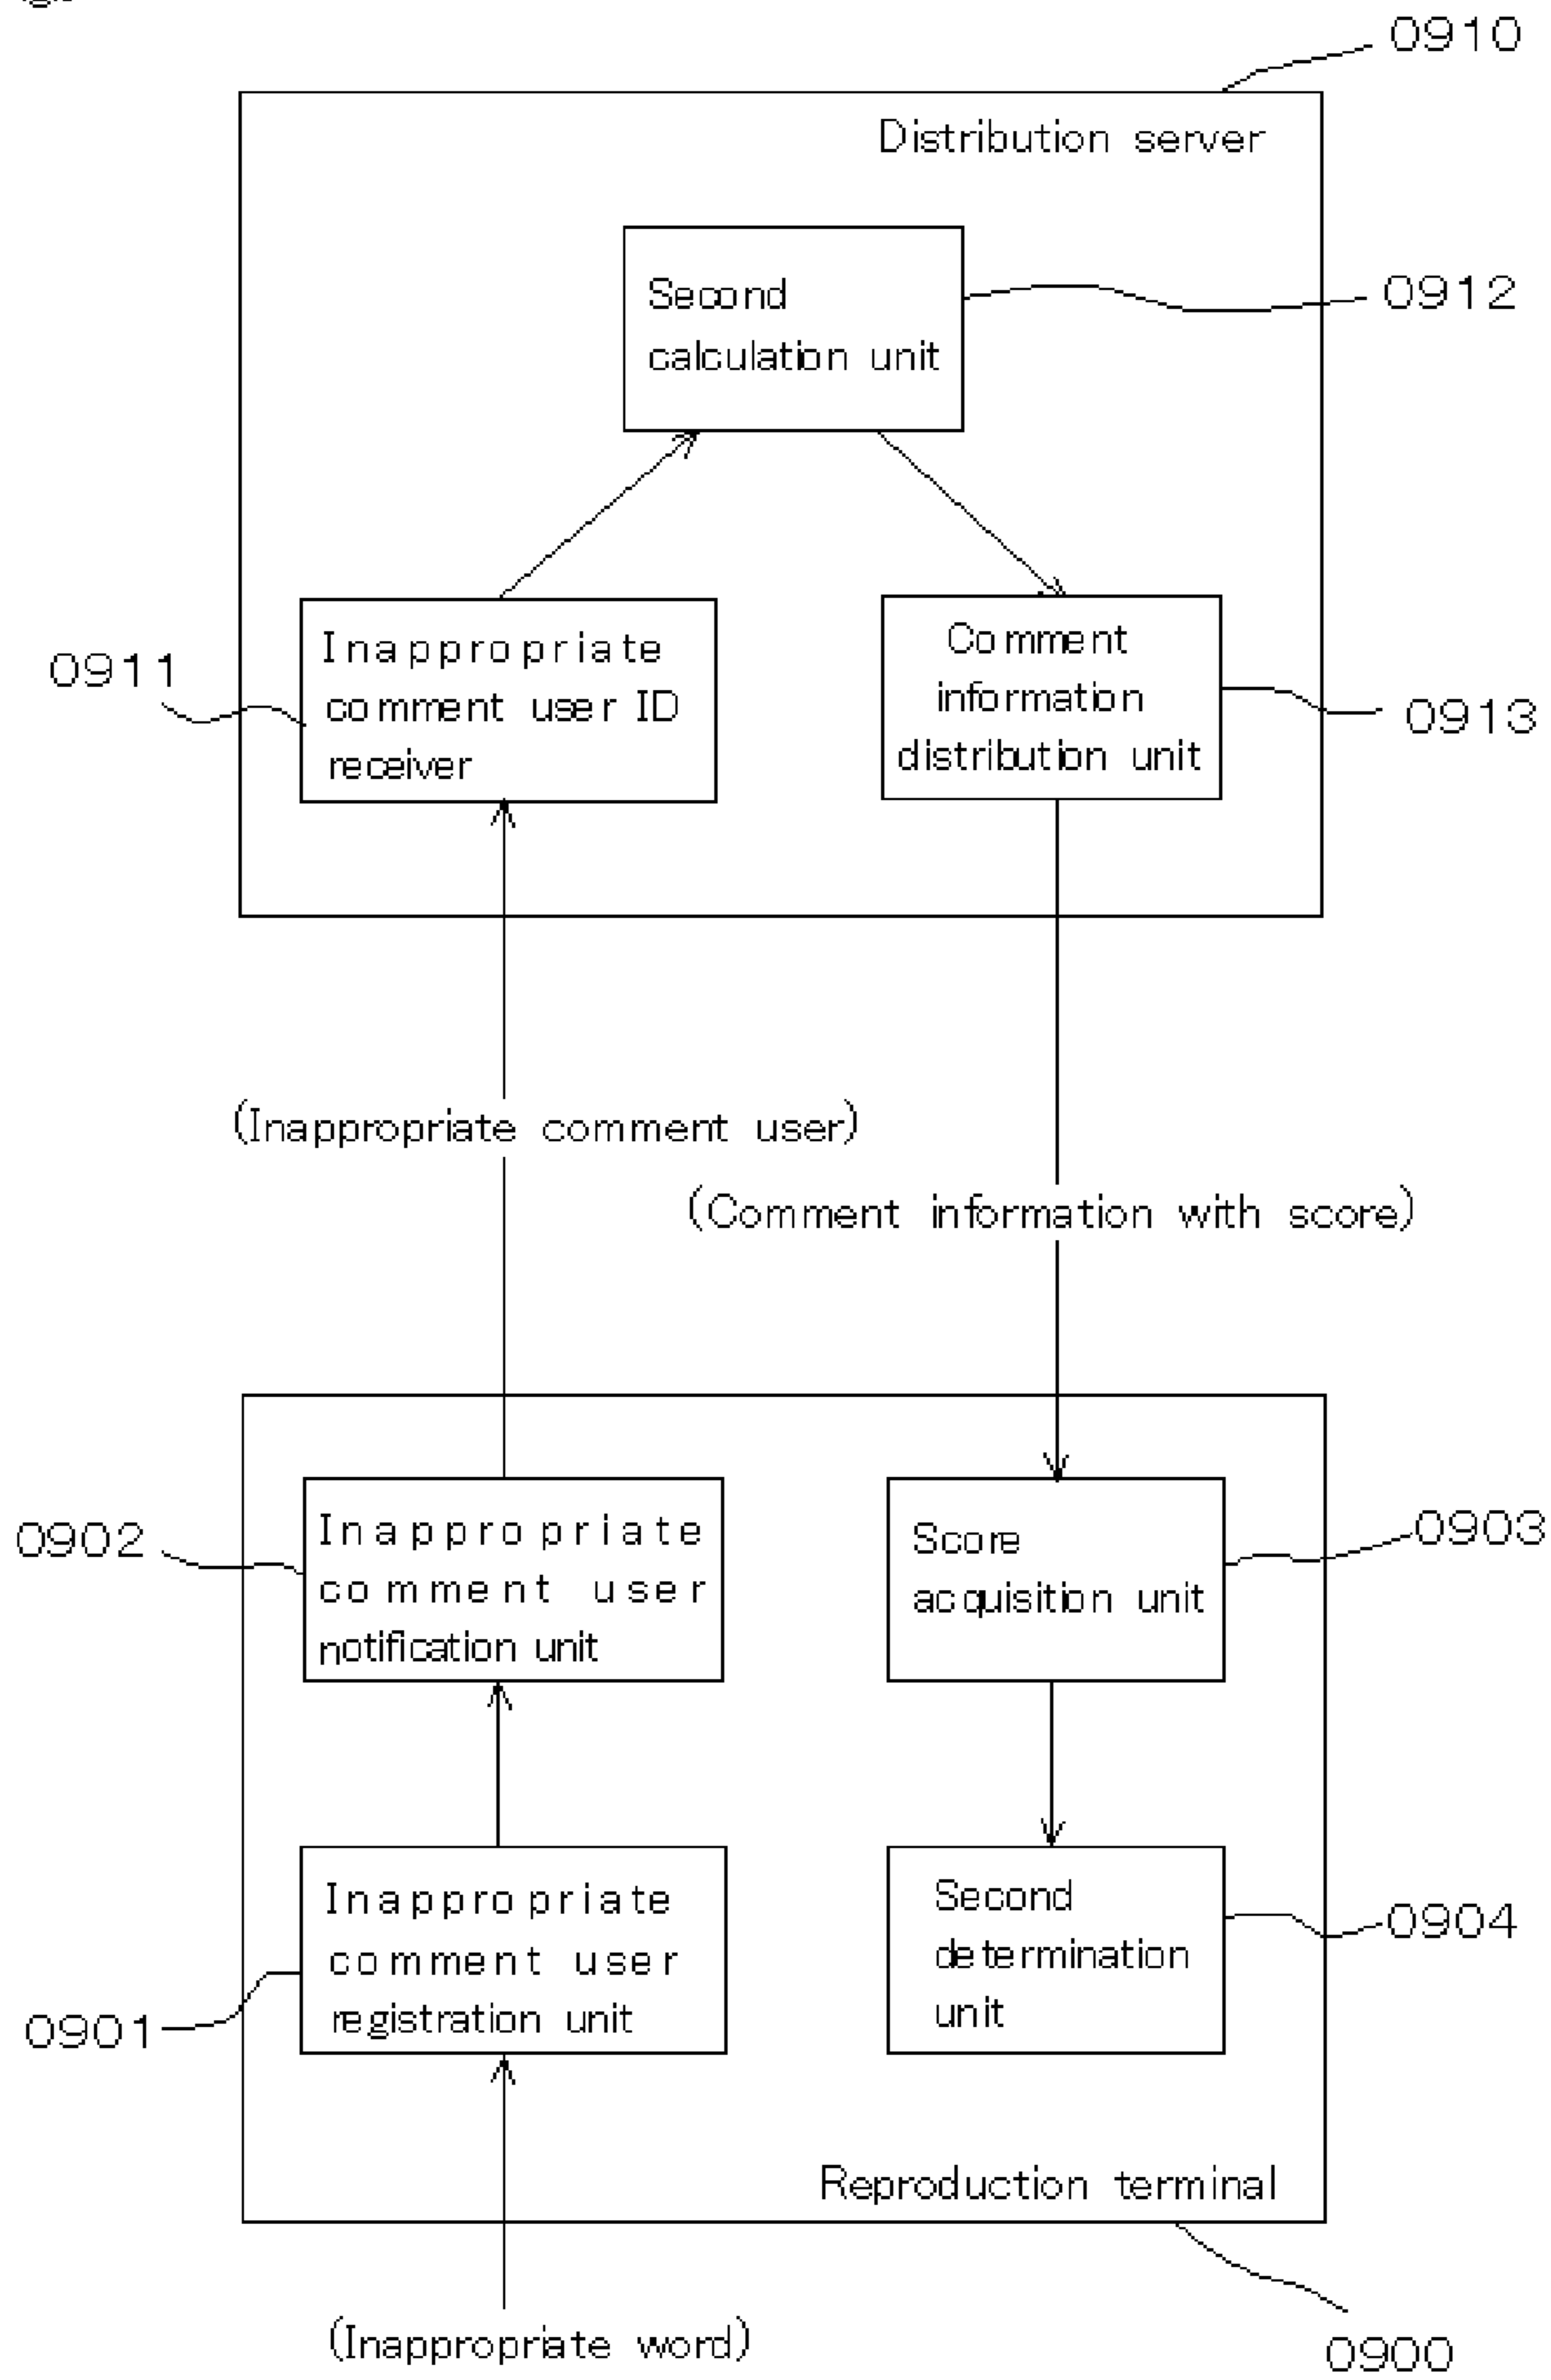 0910
Distribution server
Second
calculation unit
0912
Inappropriate
comment user ID
receiver
0911
Comment
information
distribution unit
0913
(Inappropriate comment user)
(Comment information with score)
0902
Inappropriate
comment user
notification unit
Score
acquisition unit
0903
Inappropriate
comment user
registration unit
0901
Second
determination
unit
0904
Reproduction terminal
(Inappropriate word)
0900